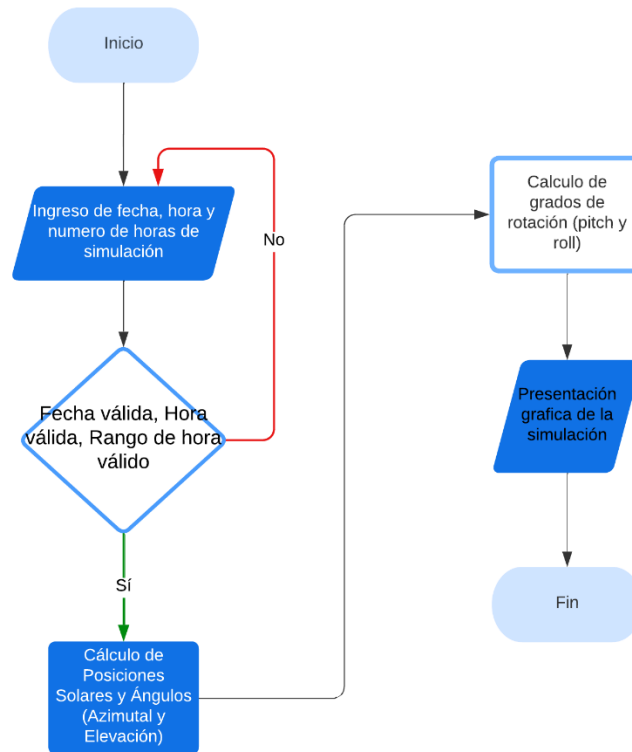 Inicio
Ingreso de fecha, hora y
numero de horas de
simulación
No
Fecha válida, Hora
válida, Rango de hora
válido
Sí
Cálculo de
Posiciones
Solares y Ángulos
(Azimutal y
Elevación)
Calculo de
grados de
rotación (pitch y
roll)
Presentación
grafica de la
simulación
Fin